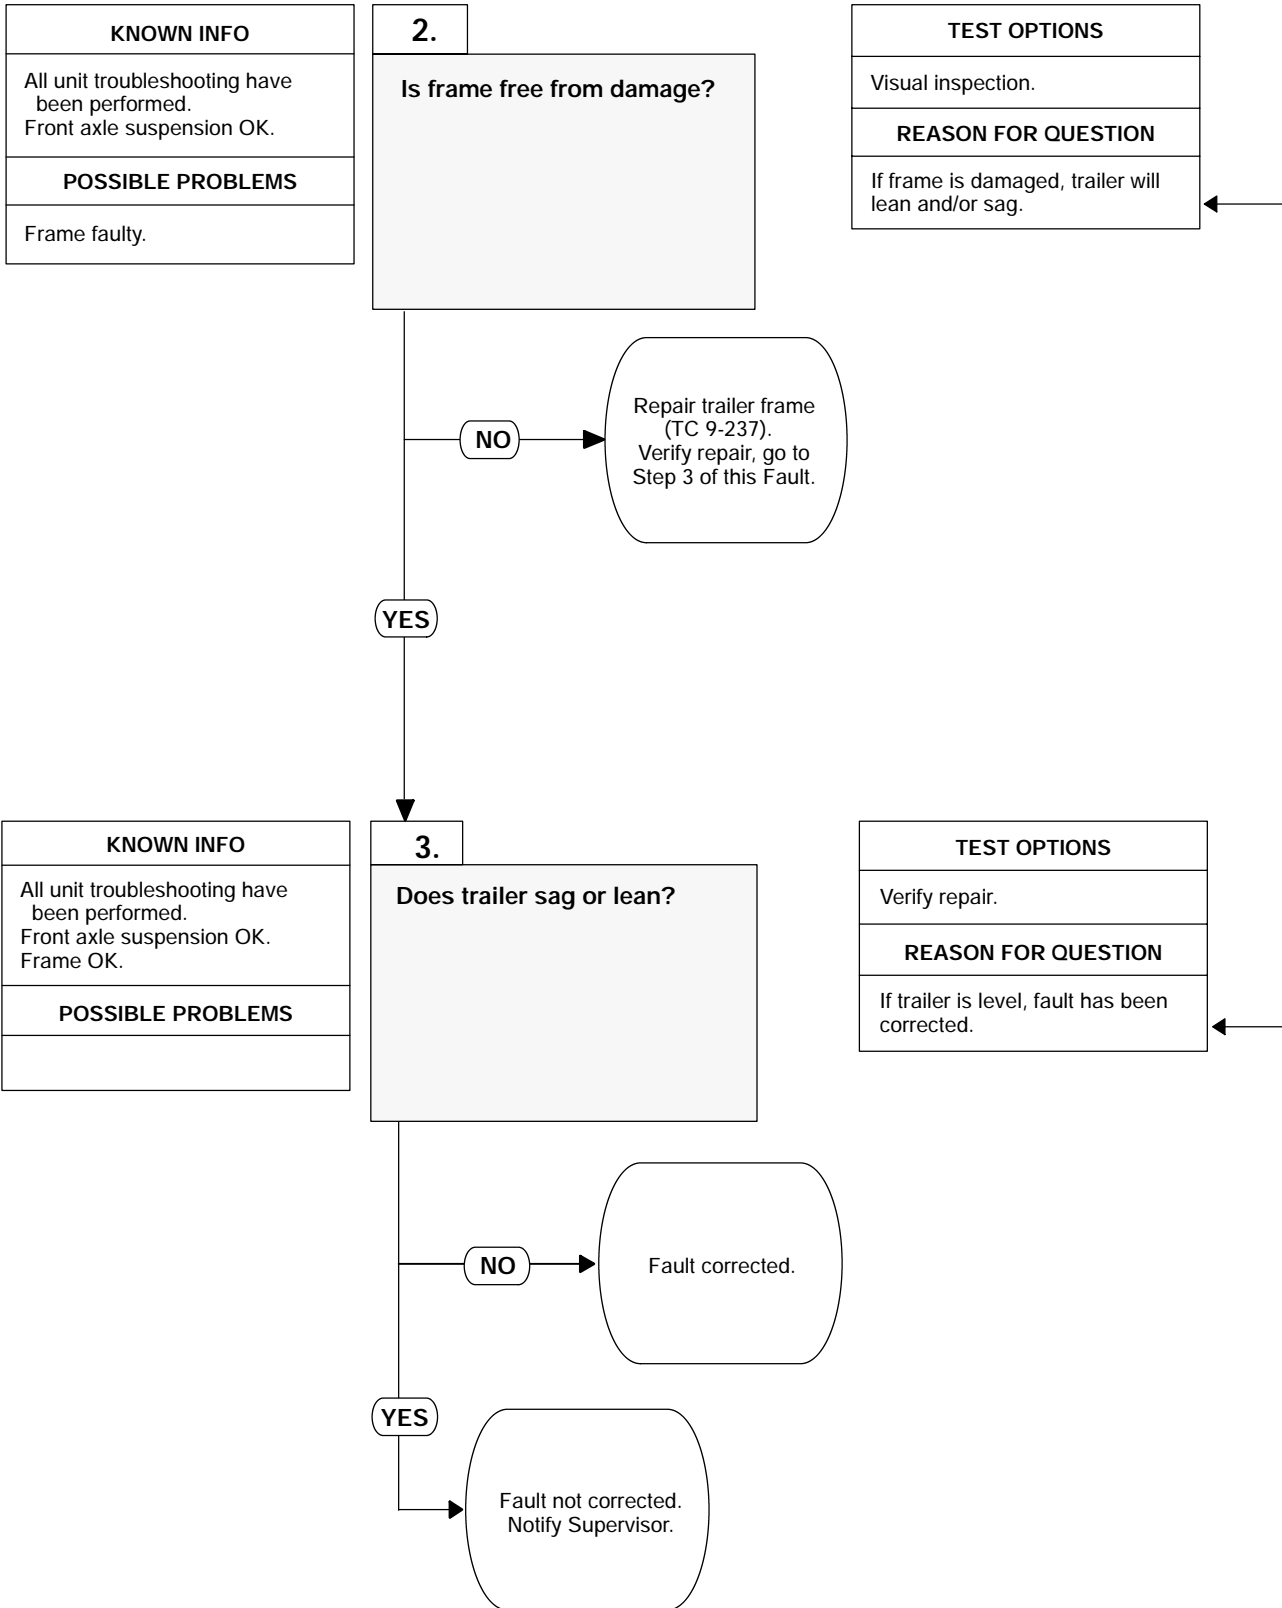 KNOWN INFO
All unit troubleshooting have
been performed.
Front axle suspension OK.
POSSIBLE PROBLEMS
Frame faulty.
2.
Is frame free from damage?
TEST OPTIONS
Visual inspection.
REASON FOR QUESTION
If frame is damaged, trailer will
lean and/or sag.
NO
Repair trailer frame
(TC 9-237).
Verify repair, go to
Step 3 of this Fault.
YES
KNOWN INFO
All unit troubleshooting have
been performed.
Front axle suspension OK.
Frame OK.
POSSIBLE PROBLEMS
3.
Does trailer sag or lean?
TEST OPTIONS
Verify repair.
REASON FOR QUESTION
If trailer is level, fault has been
corrected.
NO
Fault corrected.
YES
Fault not corrected.
Notify Supervisor.